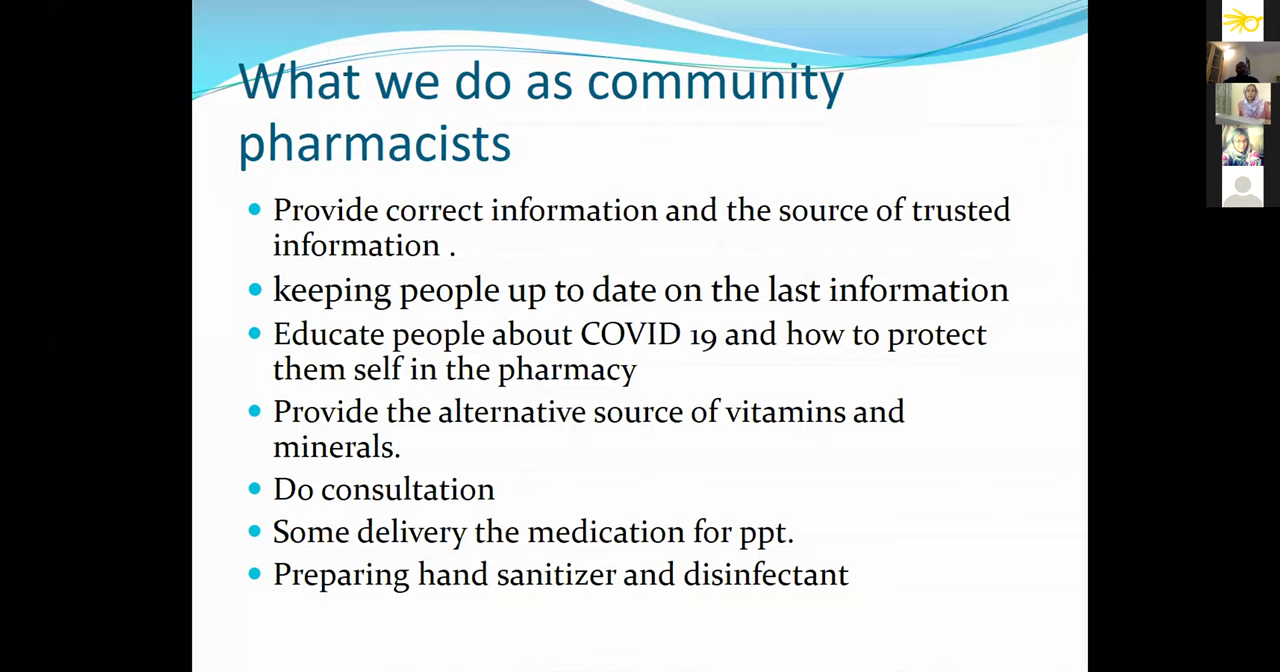 What we do as community
pharmacists
Provide correct information and the source of trusted
information .
keeping people up to date on the last information
Educate people about COVID 19 and how to protect
them self in the pharmacy
Provide the alternative source of vitamins and
minerals.
Do consultation
Some delivery the medication for ppt.
Preparing hand sanitizer and disinfectant